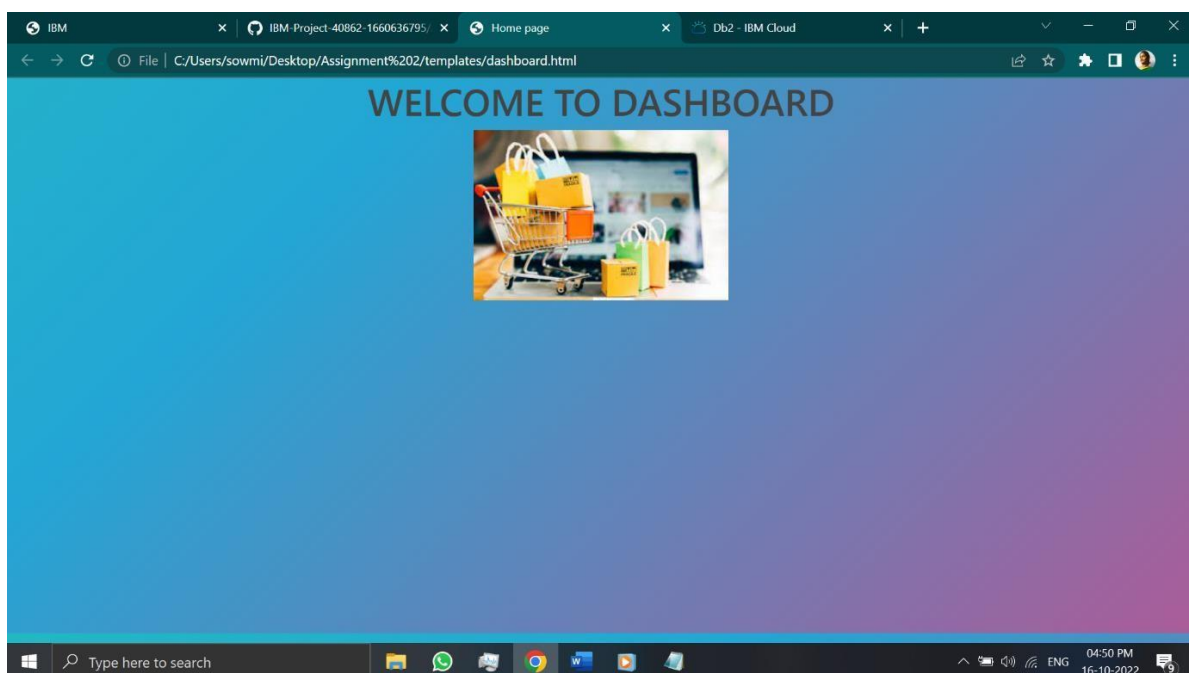 IBM
IBM-Project-40862-1660636795/
Home page
Db2 - IBM Cloud
File
C:/Users/sowmi/Desktop/Assignment%202/templates/dashboard.html
WELCOME TO DASHBOARD
Type here to search
W
ENG
04:50 PM
16-10-2022
9